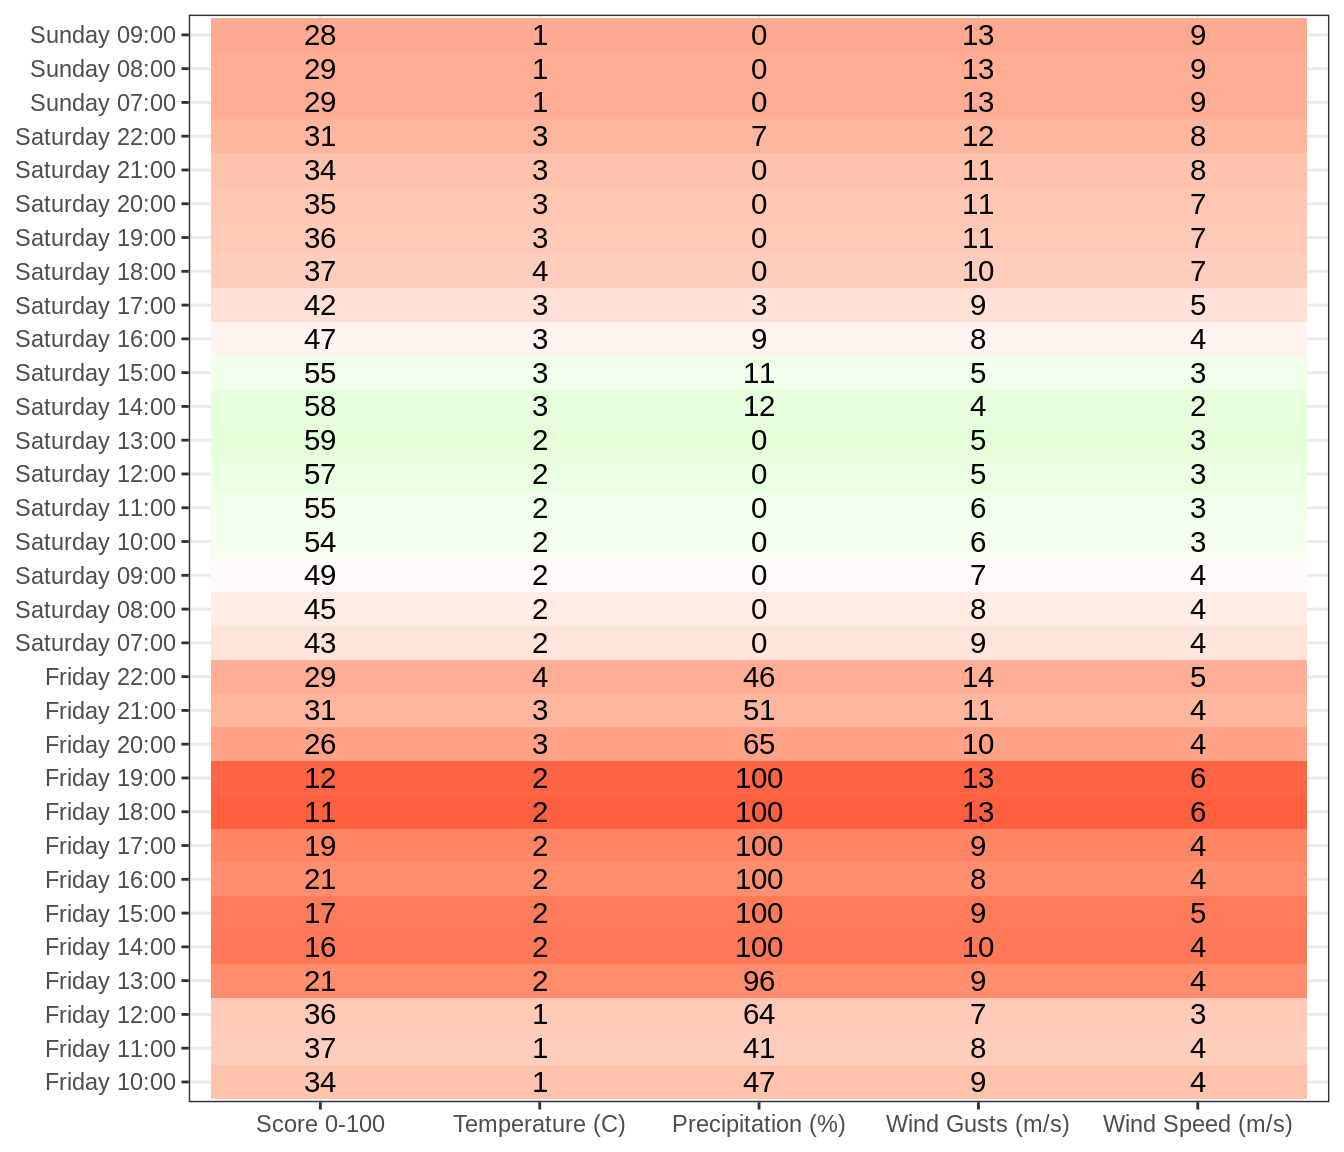 Sunday 09:00 28 1 0 13 9
Sunday 08:00 29 1 0 13 9
Sunday 07:00 29 1 0 13 9
Saturday 22:00 31 3 7 12 8
Saturday 21:00 34 3 0 11 8
Saturday 20:00 35 3 0 11 7
Saturday 19:00 36 3 0 11 7
Saturday 18:00 37 4 0 10 7
Saturday 17:00 42 3 3 9 5
Saturday 16:00 47 3 9 8 4
Saturday 15:00 55 3 11 5 3
Saturday 14:00 58 3 12 4 2
Saturday 13:00 59 2 0 5 3
Saturday 12:00 57 2 0 5 3
Saturday 11:00 55 2 0 6 3
Saturday 10:00 54 2 0 6 3
Saturday 09:00 49 2 0 7 4
Saturday 08:00 45 2 0 8 4
Saturday 07:00 43 2 0 9 4
Friday 22:00 29 4 46 14 5
Friday 21:00 31 3 51 11 4
Friday 20:00 26 3 65 10 4
Friday 19:00 12 2 100 13 6
Friday 18:00 11 2 100 13 6
Friday 17:00 19 2 100 9 4
Friday 16:00 21 2 100 8 4
Friday 15:00 17 2 100 9 5
Friday 14:00 16 2 100 10 4
Friday 13:00 21 2 96 9 4
Friday 12:00 36 1 64 7 3
Friday 11:00 37 1 41 8 4
Friday 10:00 34 1 47 9 4
Score 0-100 Temperature (C) Precipitation (%) Wind Gusts (m/s) Wind Speed (m/s)